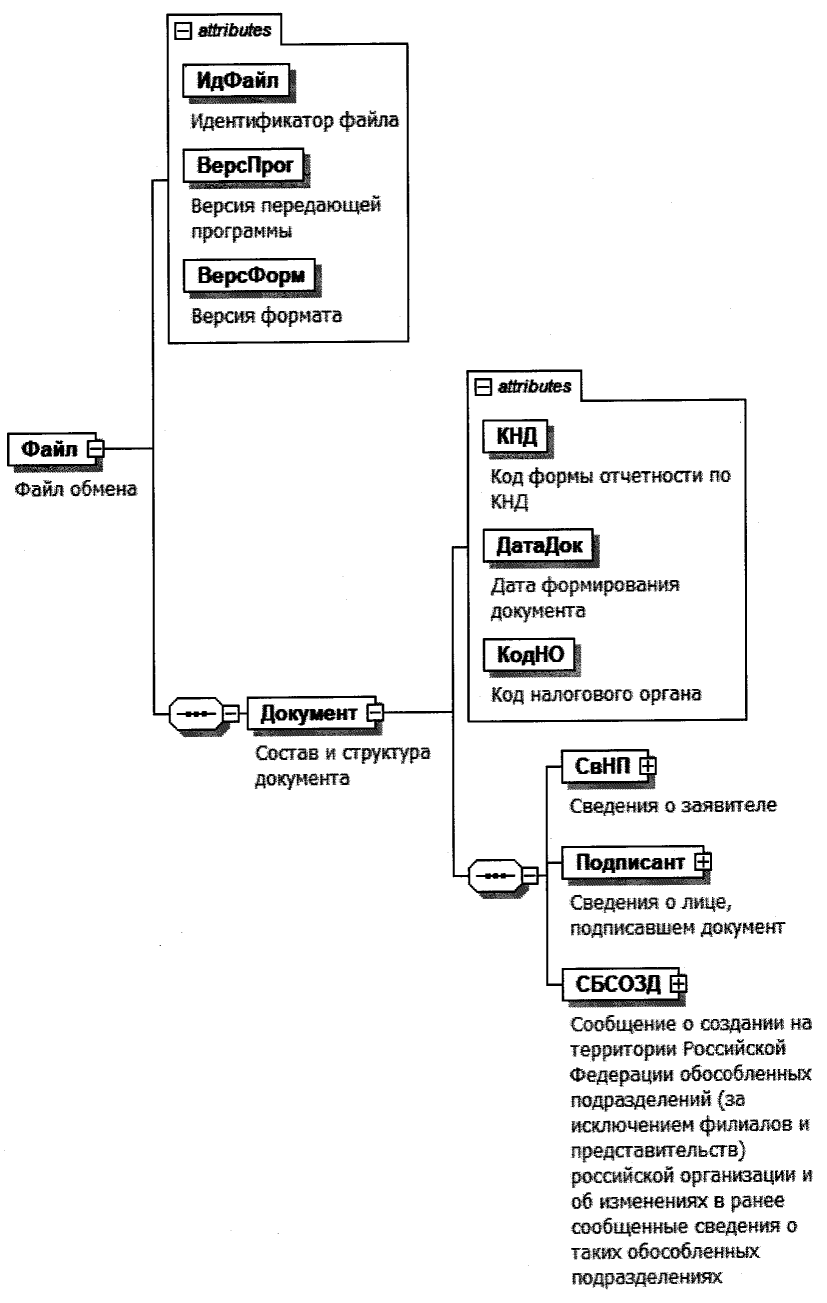 attributes
ИдФайл
Идентификатор файла
ВерсПрог
Версия передающей
программы
ВерсФорм
Версия формата
Файл
Файл обмена
attributes
КНД
Код формы отчетности по
КНД
ДатаДок
Дата формирования
документа
КодНО
Код налогового органа
Документ
Состав и структура
документа
СвНП
Сведения о заявителе
Подписант
Сведения о лице,
подписавшем документ
СБСОЗД
Сообщение о создании на
территории Российской
Федерации обособленных
подразделений (за
исключением филиалов и
представительств)
российской организации и
об изменениях в ранее
сообщенные сведения о
таких обособленных
подразделениях